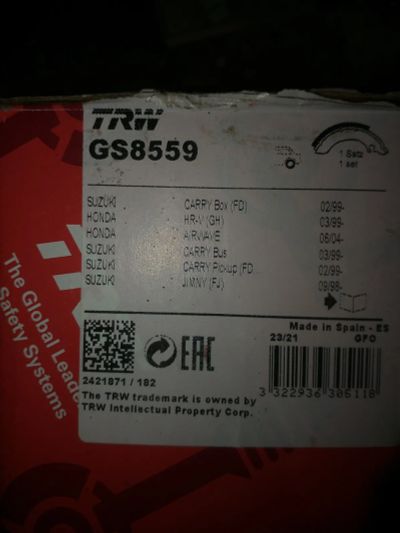 TRW
GS8559
1 Satz
1 set
SUZUKI CARRY Box (FD) 02/99-
HONDA HR-V (GH) 03/99-
HONDA AIRWAVE 06/04-
SUZUKI CARRY Bus 03/99-
SUZUKI CARRY Pick-up (FD... 02/99-
SUZUKI JIMNY (FJ) 09/98-
Made in Spain - ES
23/21 GFO
EAC
2421871 / 182
3 322936 305118
The TRW trademark is owned by
TRW Intellectual Property Corp.
The Global Leade
Safety Systems